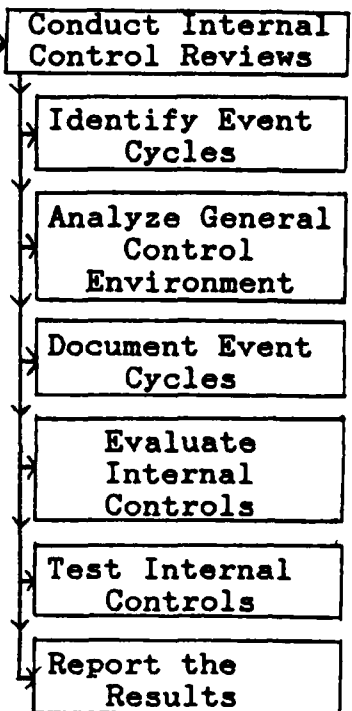 Conduct Internal
Control Reviews
Identify Event
Cycles
Analyze General
Control
Environment
Document Event
Cycles
Evaluate
Internal
Controls
Test Internal
Controls
Report the
Results